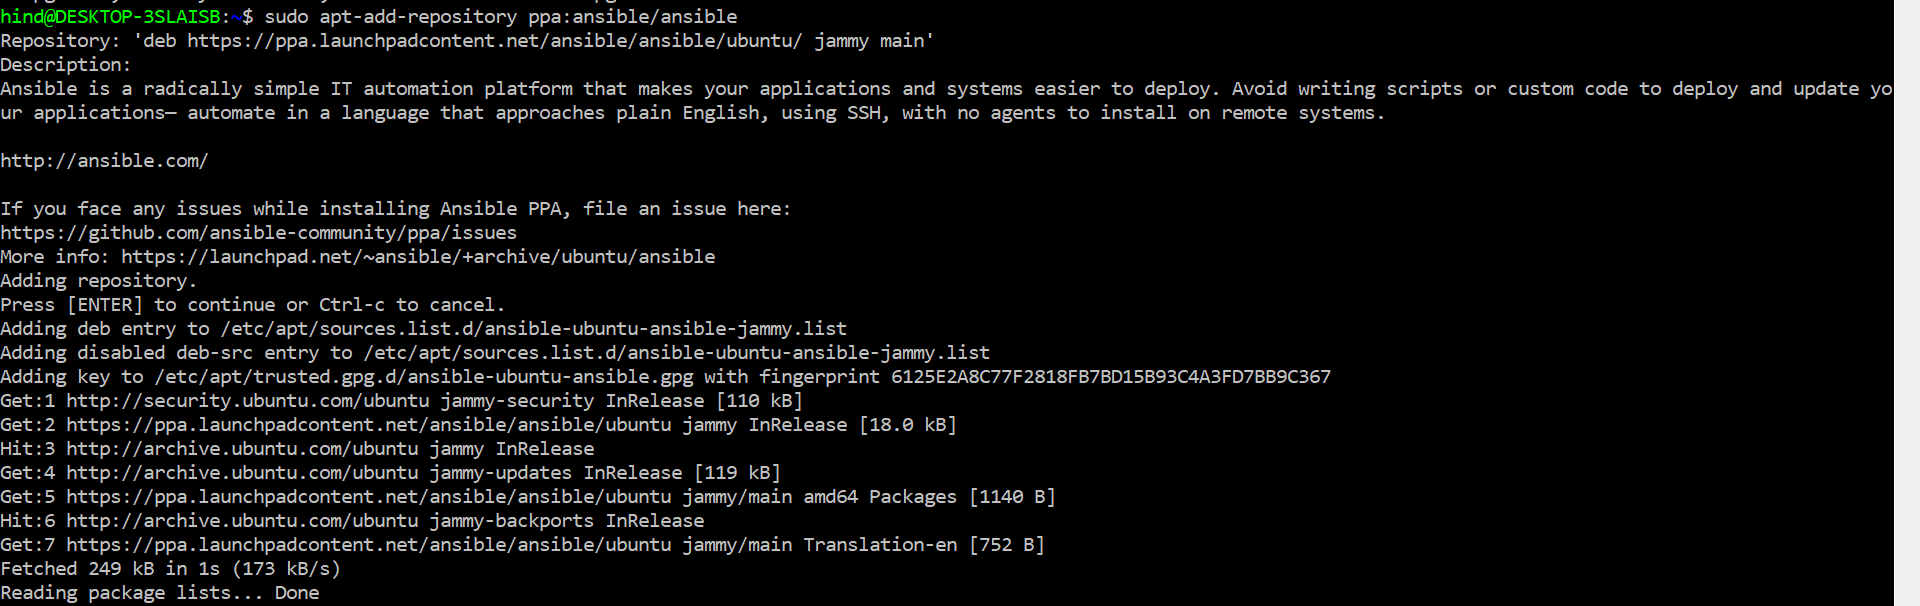 hind@DESKTOP-3SLAISB:~$ sudo apt-add-repository ppa:ansible/ansible
Repository: 'deb https://ppa.launchpadcontent.net/ansible/ansible/ubuntu/ jammy main'
Description:
Ansible is a radically simple IT automation platform that makes your applications and systems easier to deploy. Avoid writing scripts or custom code to deploy and update yo
ur applications— automate in a language that approaches plain English, using SSH, with no agents to install on remote systems.
http://ansible.com/
If you face any issues while installing Ansible PPA, file an issue here:
https://github.com/ansible-community/ppa/issues
More info: https://launchpad.net/~ansible/+archive/ubuntu/ansible
Adding repository.
Press [ENTER] to continue or Ctrl-c to cancel.
Adding deb entry to /etc/apt/sources.list.d/ansible-ubuntu-ansible-jammy.list
Adding disabled deb-src entry to /etc/apt/sources.list.d/ansible-ubuntu-ansible-jammy.list
Adding key to /etc/apt/trusted.gpg.d/ansible-ubuntu-ansible.gpg with fingerprint 6125E2A8C77F2818FB7BD15B93C4A3FD7BB9C367
Get:1 http://security.ubuntu.com/ubuntu jammy-security InRelease [110 kB]
Get:2 https://ppa.launchpadcontent.net/ansible/ansible/ubuntu jammy InRelease [18.0 kB]
Hit:3 http://archive.ubuntu.com/ubuntu jammy InRelease
Get:4 http://archive.ubuntu.com/ubuntu jammy-updates InRelease [119 kB]
Get:5 https://ppa.launchpadcontent.net/ansible/ansible/ubuntu jammy/main amd64 Packages [1140 B]
Hit:6 http://archive.ubuntu.com/ubuntu jammy-backports InRelease
Get:7 https://ppa.launchpadcontent.net/ansible/ansible/ubuntu jammy/main Translation-en [752 B]
Fetched 249 kB in 1s (173 kB/s)
Reading package lists... Done